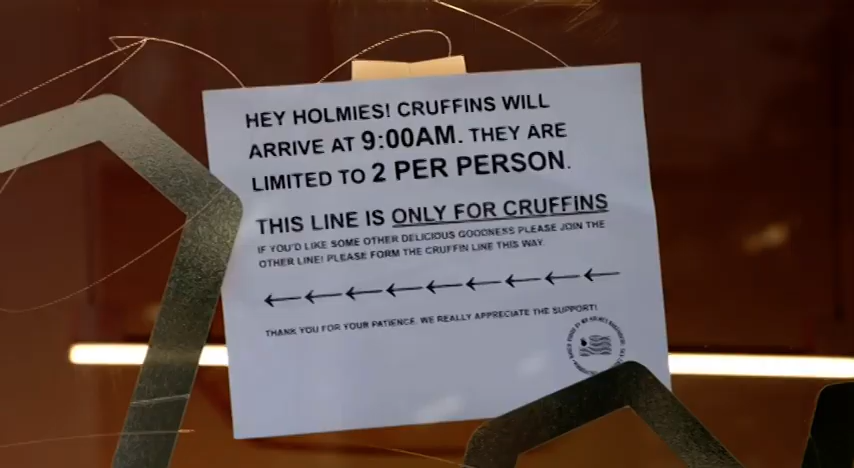 HEY HOLMIES! CRUFFINS WILL
ARRIVE AT 9:00AM. THEY ARE
LIMITED TO 2 PER PERSON.
THIS LINE IS ONLY FOR CRUFFINS
IF YOU'D LIKE SOME OTHER DELICIOUS GOODNESS PLEASE JOIN THE
OTHER LINE! PLEASE FORM THE CRUFFIN LINE THIS WAY.
THANK YOU FOR YOUR PATIENCE. WE REALLY APPRECIATE THE SUPPORT!